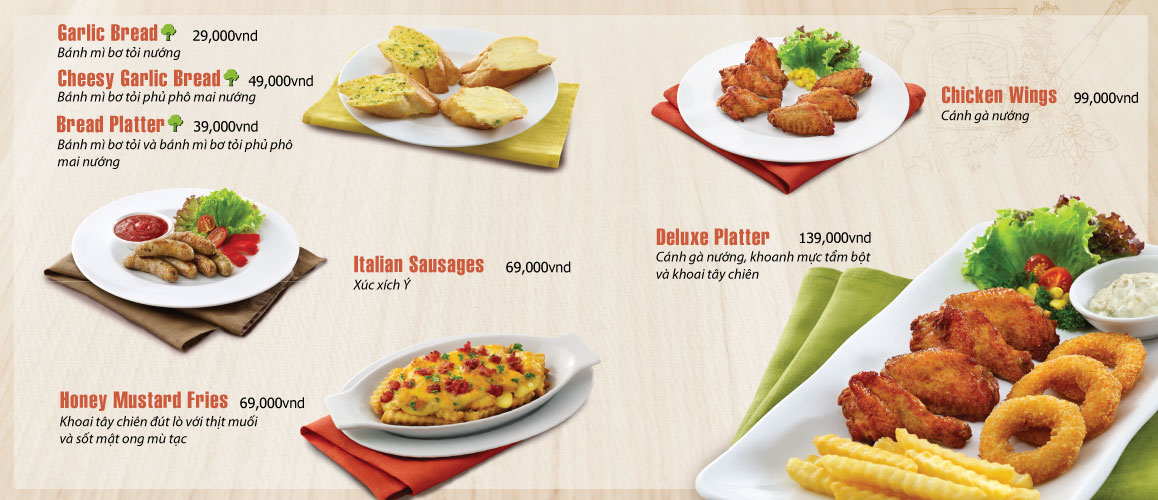 Garlic Bread 29,000vnd
Bánh mì bơ tỏi nướng
Cheesy Garlic Bread 49,000vnd
Bánh mì bơ tỏi phủ phô mai nướng
Bread Platter 39,000vnd
Bánh mì bơ tỏi và bánh mì bơ tỏi phủ phô
mai nướng
Chicken Wings 99,000vnd
Cánh gà nướng
Italian Sausages 69,000vnd
Xúc xích Ý
Deluxe Platter 139,000vnd
Cánh gà nướng, khoanh mực tẩm bột
và khoai tây chiên
Honey Mustard Fries 69,000vnd
Khoai tây chiên đút lò với thịt muối
và sốt mật ong mù tạc